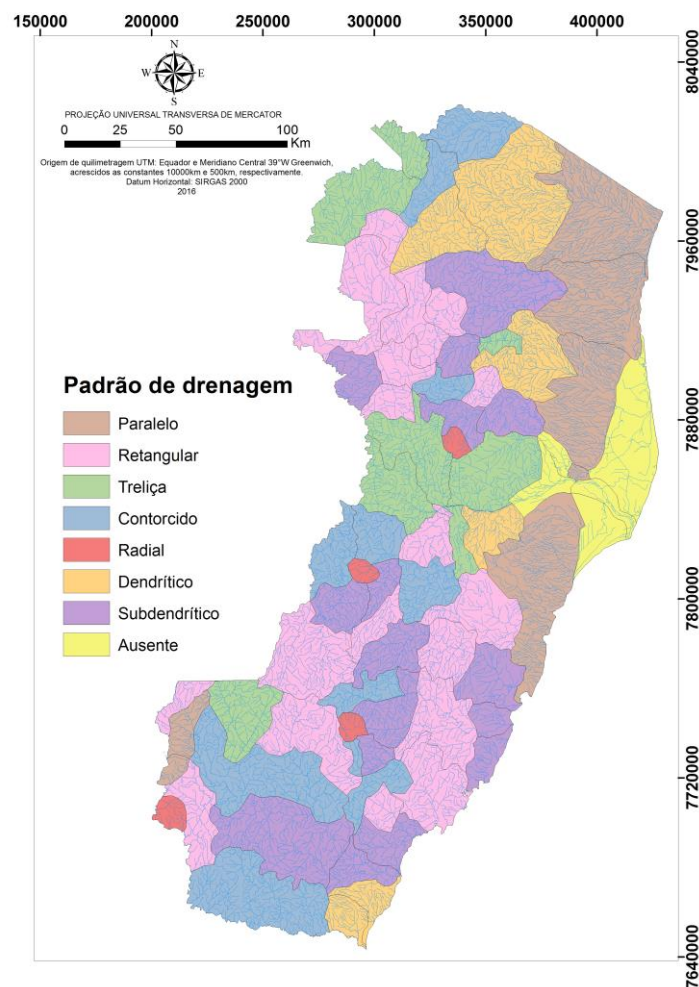 150000 200000 250000 300000 350000 400000
N
W E
S
PROJEÇÃO UNIVERSAL TRANSVERSA DE MERCATOR
0 25 50 100
Km
Origem de quilimetragem UTM: Equador e Meridiano Central 39°W Greenwich,
acrescidos as constantes 10000km e 500km, respectivamente.
Datum Horizontal: SIRGAS 2000
2016
8040000
7960000
7880000
7800000
7720000
7640000
Padrão de drenagem
Paralelo
Retangular
Treliça
Contorcido
Radial
Dendrítico
Subdendrítico
Ausente